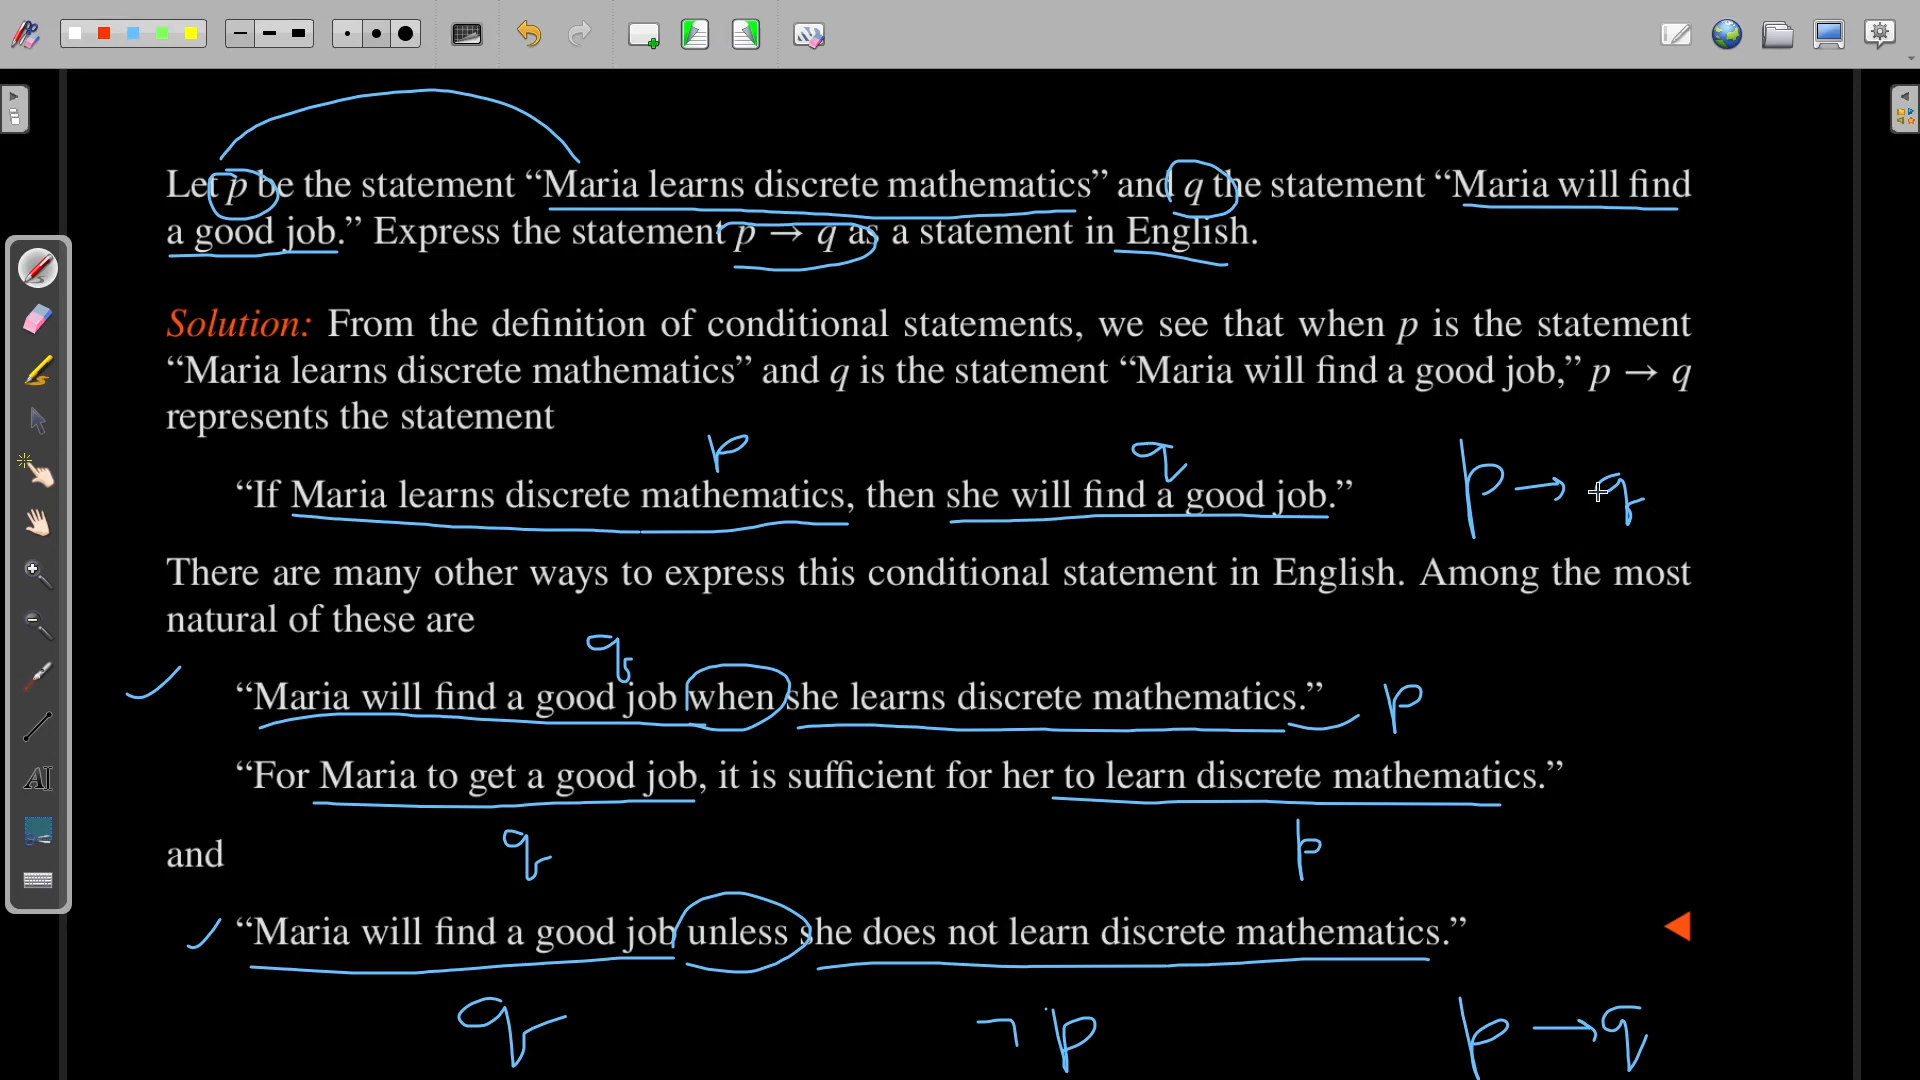 Let p be the statement “Maria learns discrete mathematics” and q the statement “Maria will find
a good job.” Express the statement p → q as a statement in English.
Solution: From the definition of conditional statements, we see that when p is the statement
“Maria learns discrete mathematics” and q is the statement “Maria will find a good job,” p → q
represents the statement
p q
“If Maria learns discrete mathematics, then she will find a good job.” p → q
There are many other ways to express this conditional statement in English. Among the most
natural of these are
q
“Maria will find a good job when she learns discrete mathematics.” p
“For Maria to get a good job, it is sufficient for her to learn discrete mathematics.”
q p
and
“Maria will find a good job unless she does not learn discrete mathematics.”
q ¬p p → q
AI